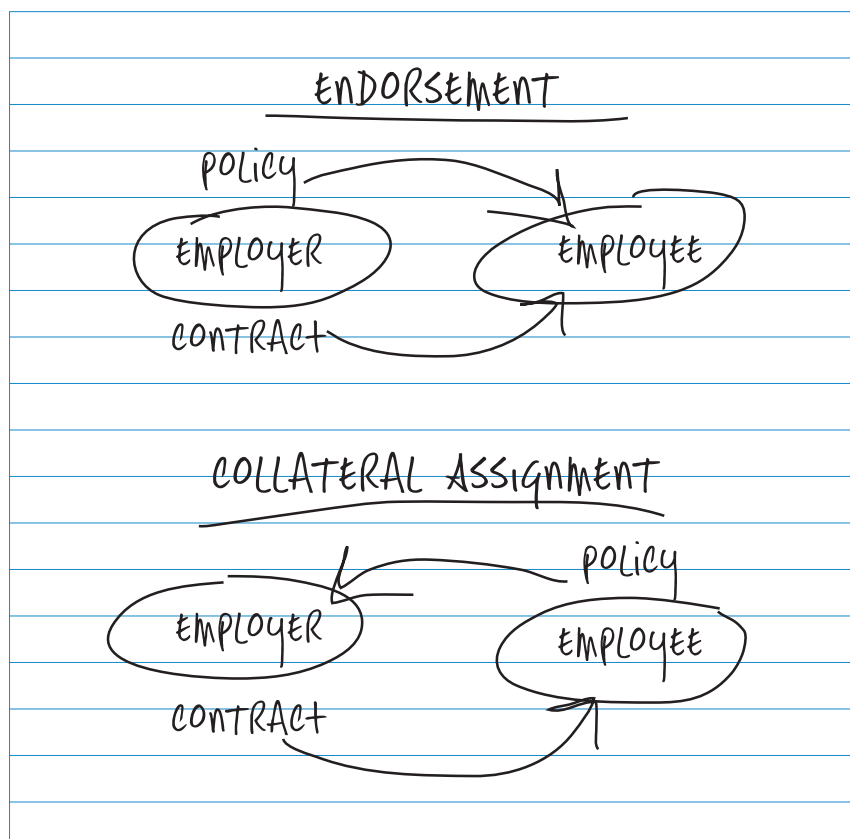 ENDORSEMENT
POLICY
EMPLOYER EMPLOYEE
CONTRACT
COLLATERAL ASSIGNMENT
POLICY
EMPLOYER EMPLOYEE
CONTRACT